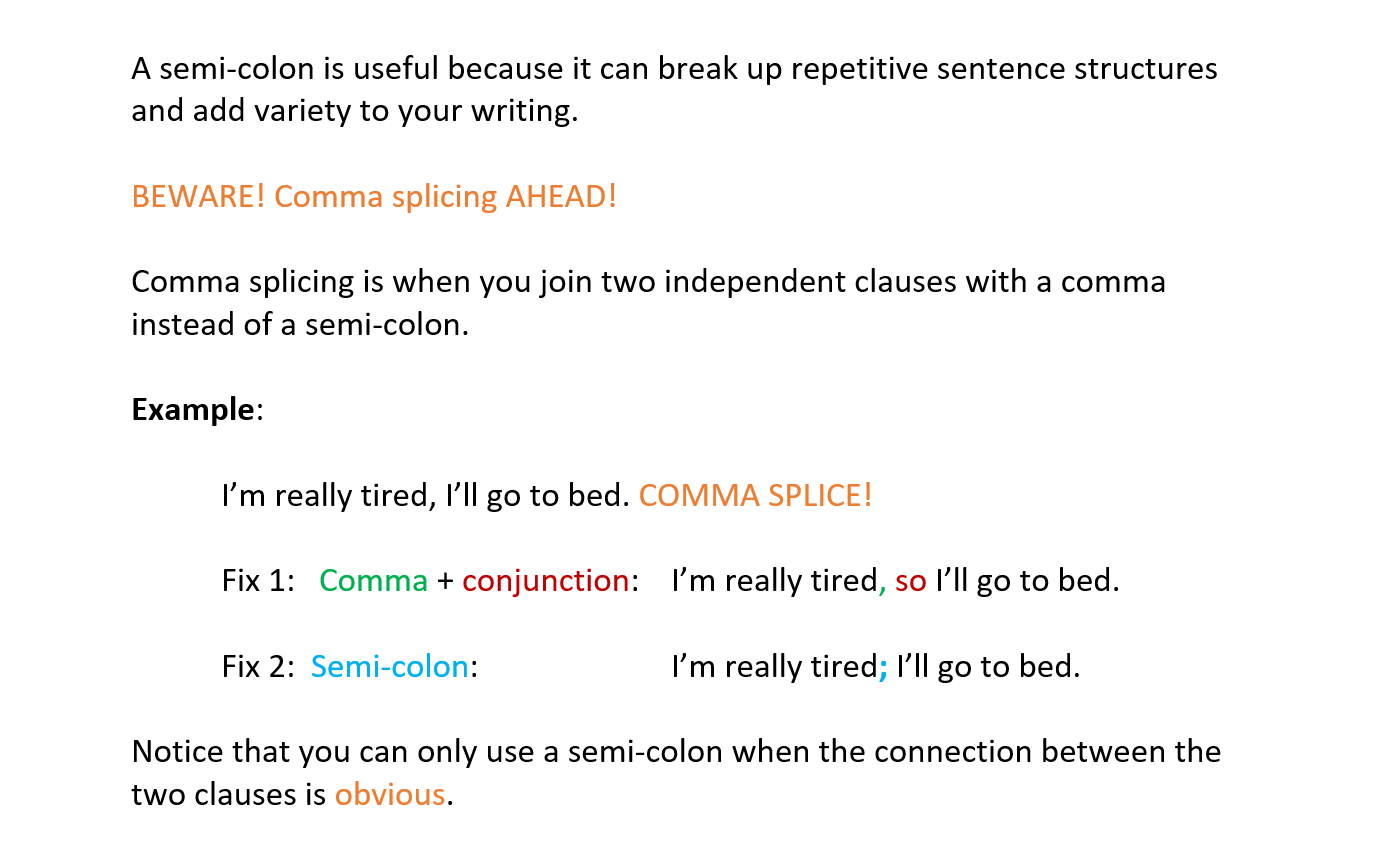 A semi-colon is useful because it can break up repetitive sentence structures
and add variety to your writing.
BEWARE! Comma splicing AHEAD!
Comma splicing is when you join two independent clauses with a comma
instead of a semi-colon.
Example:
I’m really tired, I’ll go to bed. COMMA SPLICE!
Fix 1: Comma + conjunction: I’m really tired, so I’ll go to bed.
Fix 2: Semi-colon: I’m really tired; I’ll go to bed.
Notice that you can only use a semi-colon when the connection between the
two clauses is obvious.